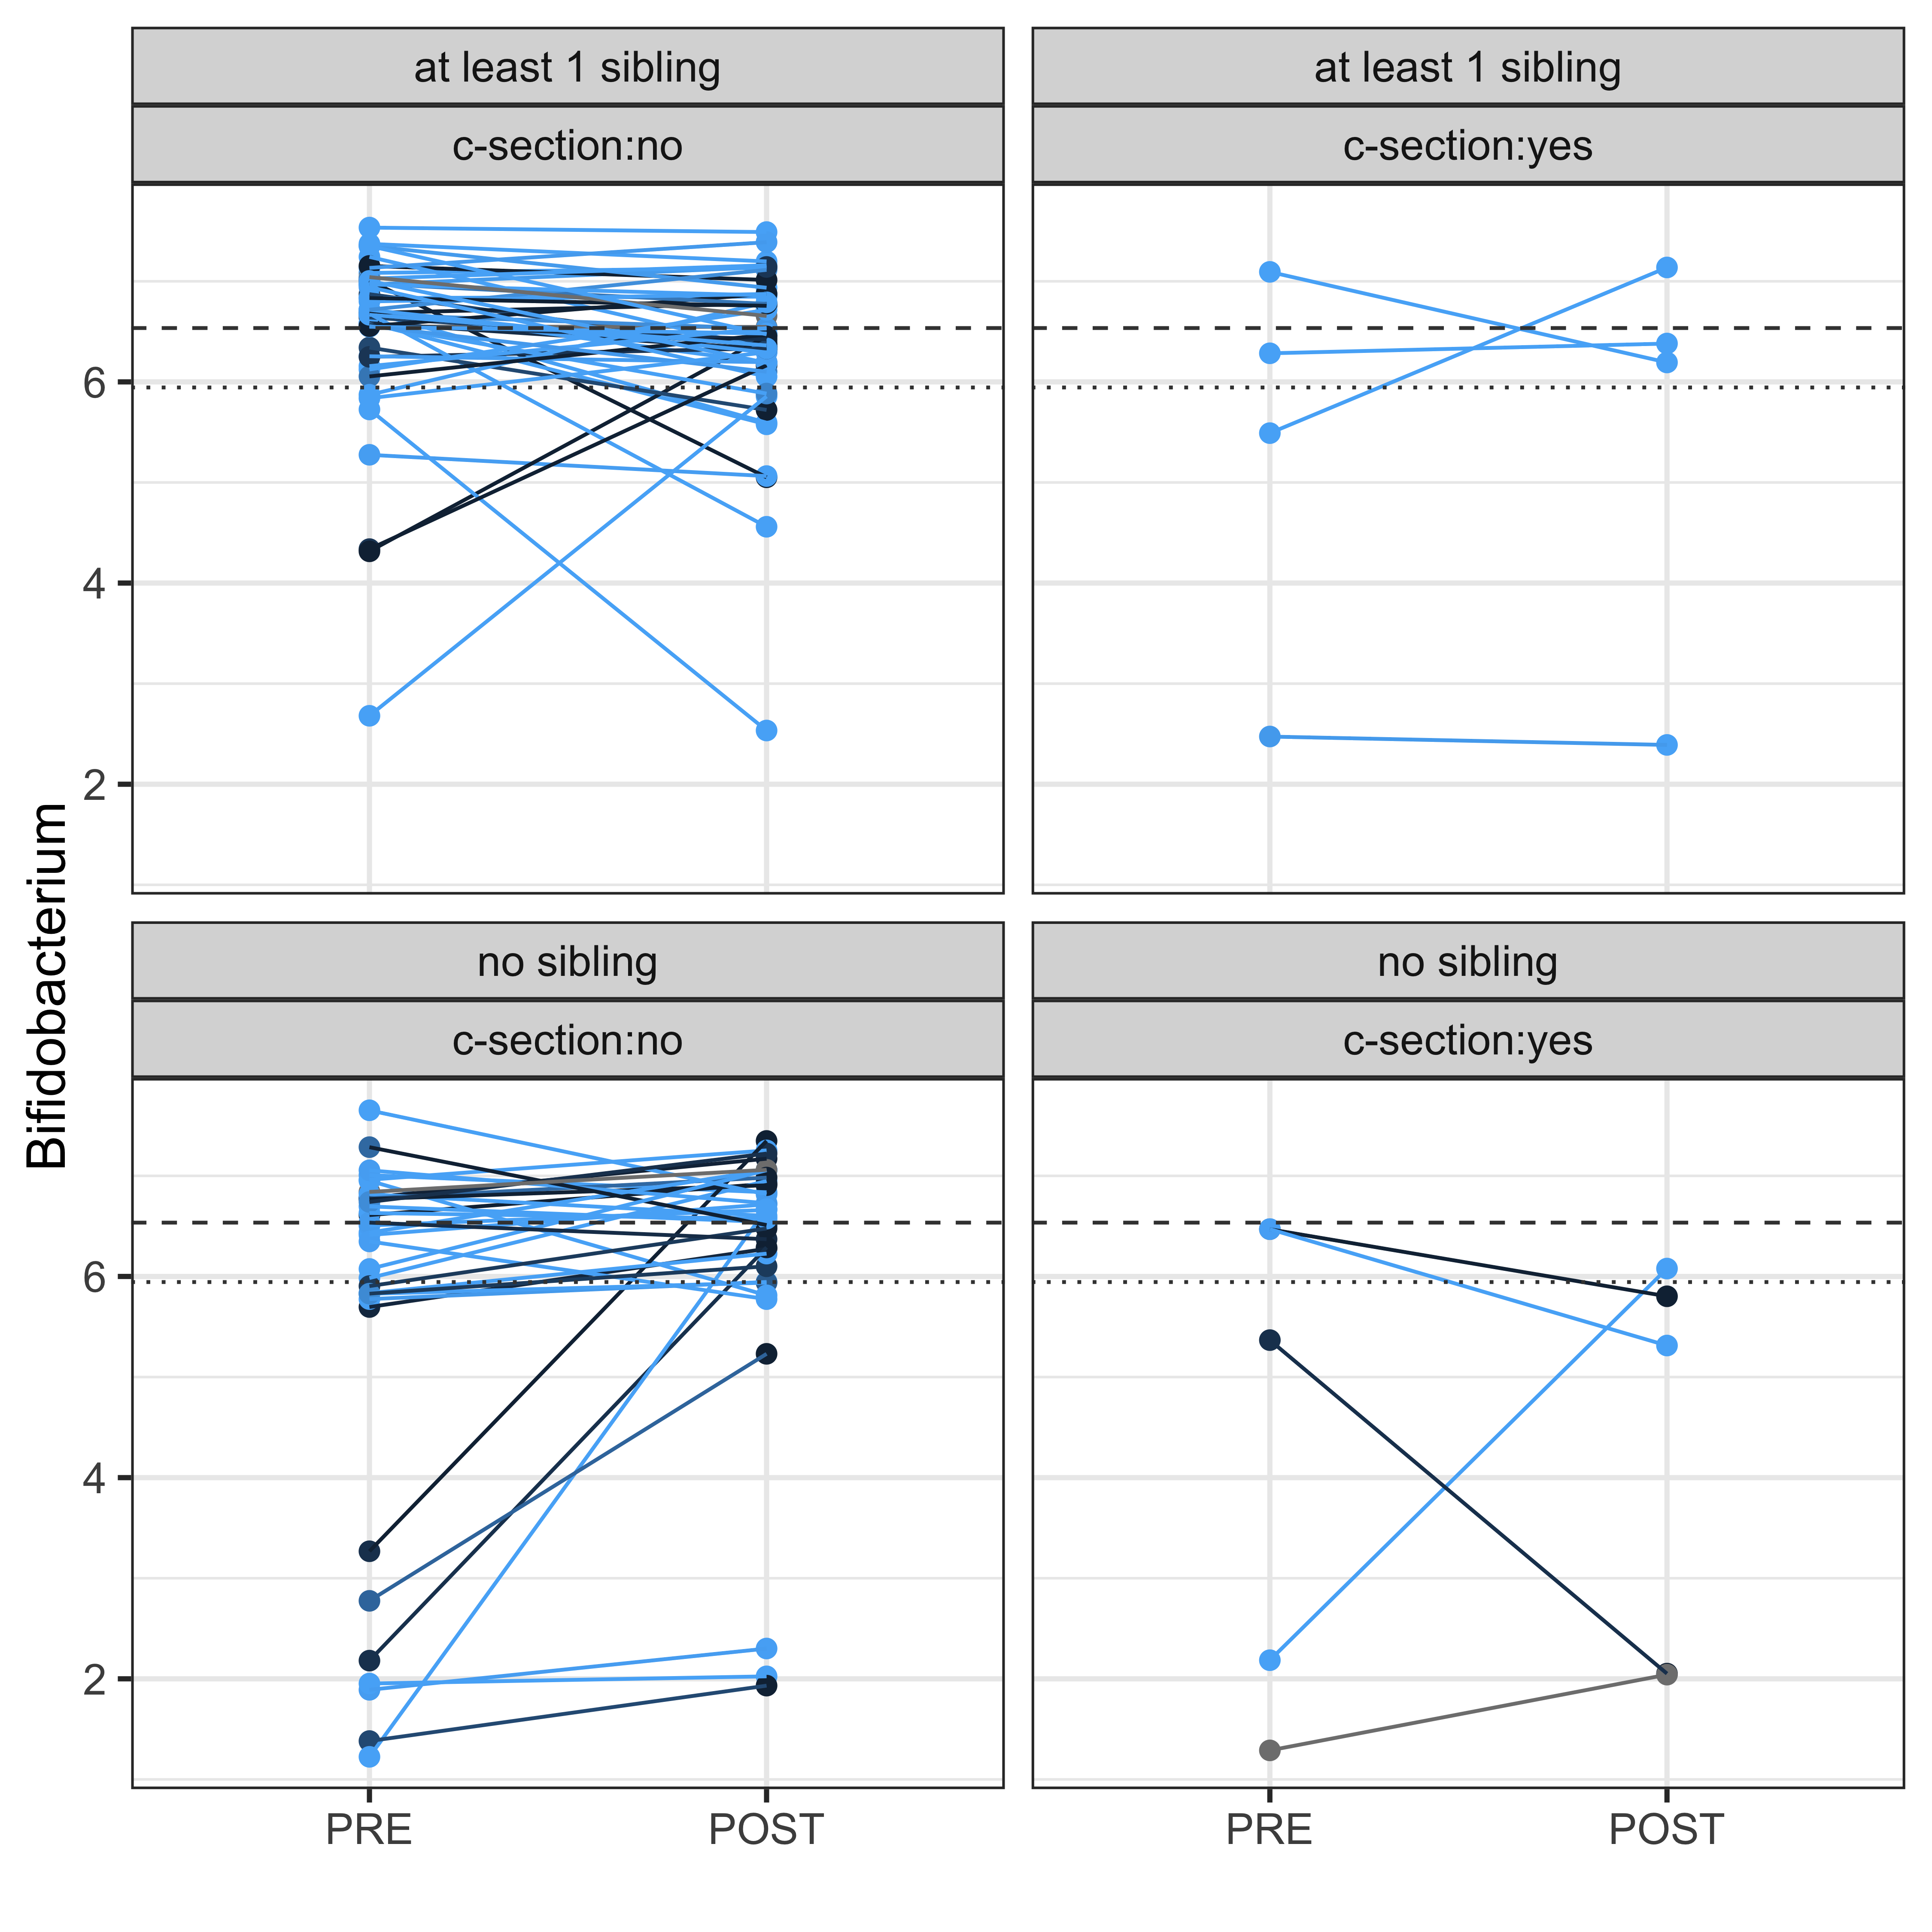 at least 1 sibling
c-section:no
at least 1 sibling
c-section:yes
6
4
2
Bifidobacterium
no sibling
c-section:no
no sibling
c-section:yes
6
4
2
PRE
POST
PRE
POST